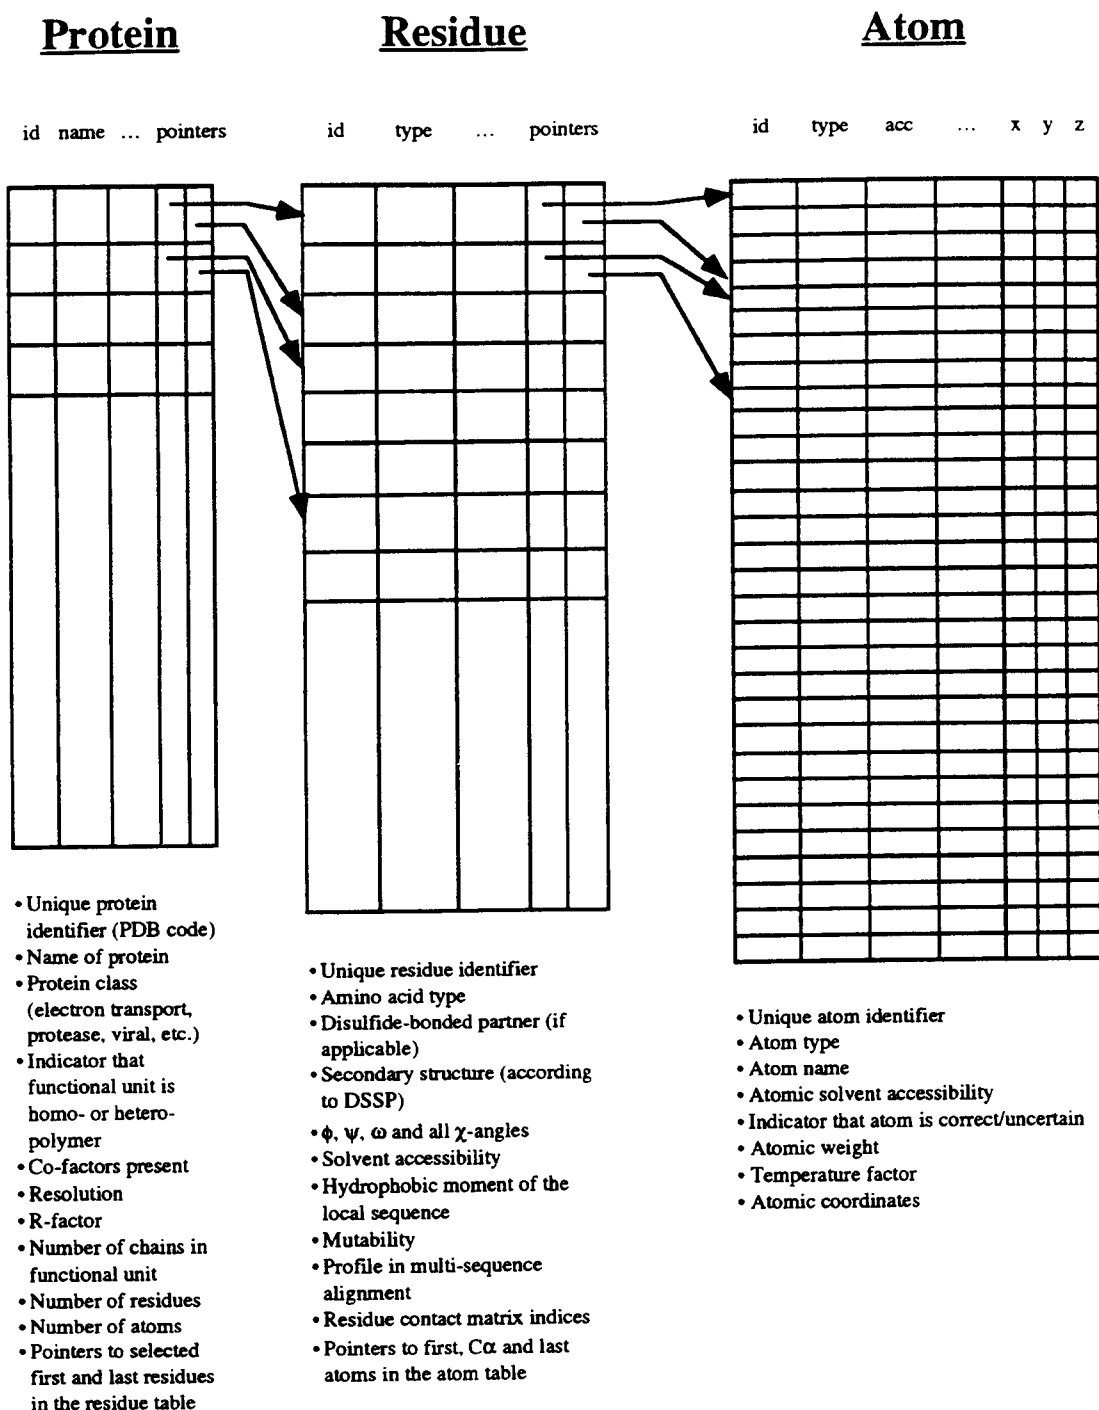 Protein
Residue
Atom
id name ... pointers
id type ... pointers
id type acc ... x y z
• Unique protein
identifier (PDB code)
• Name of protein
• Protein class
(electron transport,
protease, viral, etc.)
• Indicator that
functional unit is
homo- or hetero-
polymer
• Co-factors present
• Resolution
• R-factor
• Number of chains in
functional unit
• Number of residues
• Number of atoms
• Pointers to selected
first and last residues
in the residue table
• Unique residue identifier
• Amino acid type
• Disulfide-bonded partner (if
applicable)
• Secondary structure (according
to DSSP)
• ϕ, ψ, ω and all χ-angles
• Solvent accessibility
• Hydrophobic moment of the
local sequence
• Mutability
• Profile in multi-sequence
alignment
• Residue contact matrix indices
• Pointers to first, Cα and last
atoms in the atom table
• Unique atom identifier
• Atom type
• Atom name
• Atomic solvent accessibility
• Indicator that atom is correct/uncertain
• Atomic weight
• Temperature factor
• Atomic coordinates